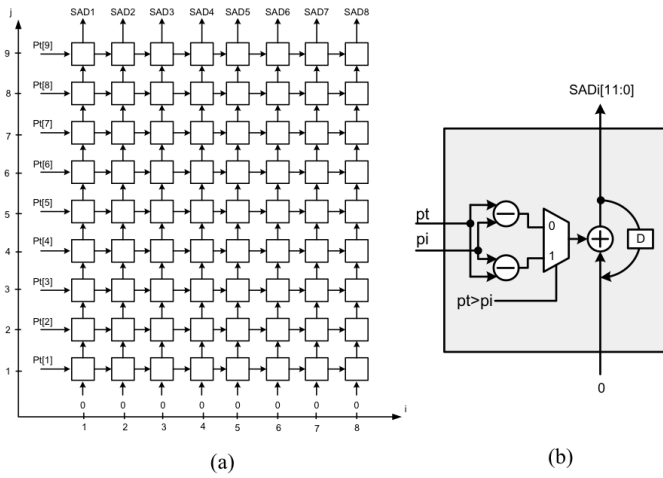 j
SAD1 SAD2 SAD3 SAD4 SAD5 SAD6 SAD7 SAD8
9 Pt[9]
8 Pt[8]
7 Pt[7]
6 Pt[6]
5 Pt[5]
4 Pt[4]
3 Pt[3]
2 Pt[2]
1 Pt[1]
0 0 0 0 0 0 0 0
i
1 2 3 4 5 6 7 8
(a)
SADi[11:0]
pt
pi
0
1
D
pt>pi
0
(b)